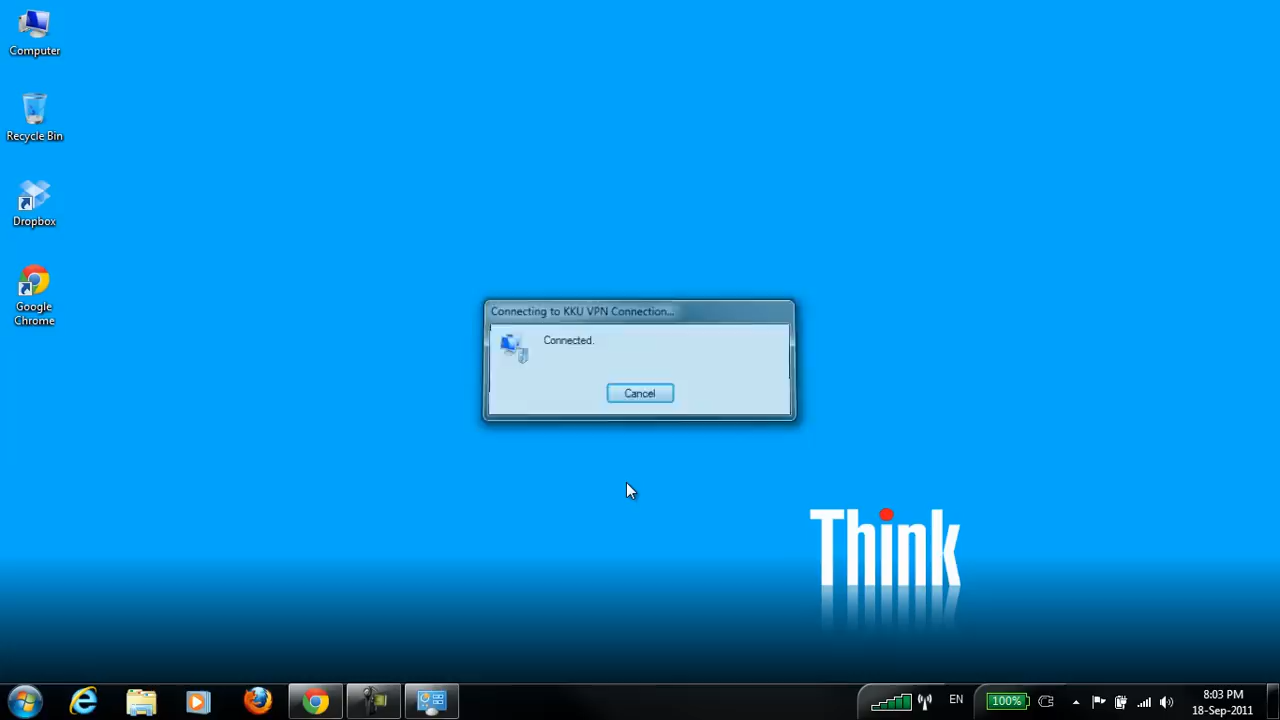 Computer
Recycle Bin
Dropbox
Google
Chrome
Connecting to KKU VPN Connection...
Connected.
Cancel
Think
EN
100%
8:03 PM
18-Sep-2011